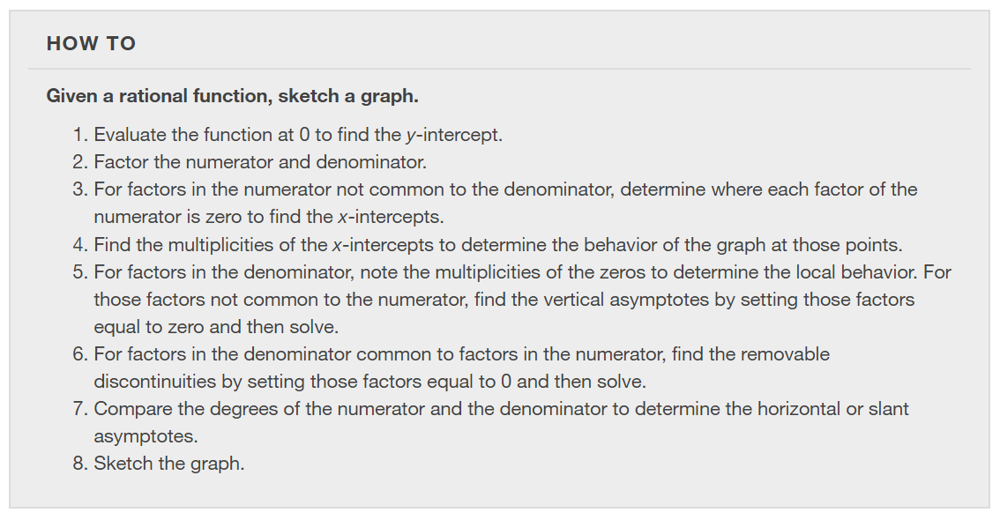 HOW TO
Given a rational function, sketch a graph.
1. Evaluate the function at 0 to find the y-intercept.
2. Factor the numerator and denominator.
3. For factors in the numerator not common to the denominator, determine where each factor of the
numerator is zero to find the x-intercepts.
4. Find the multiplicities of the x-intercepts to determine the behavior of the graph at those points.
5. For factors in the denominator, note the multiplicities of the zeros to determine the local behavior. For
those factors not common to the numerator, find the vertical asymptotes by setting those factors
equal to zero and then solve.
6. For factors in the denominator common to factors in the numerator, find the removable
discontinuities by setting those factors equal to 0 and then solve.
7. Compare the degrees of the numerator and the denominator to determine the horizontal or slant
asymptotes.
8. Sketch the graph.